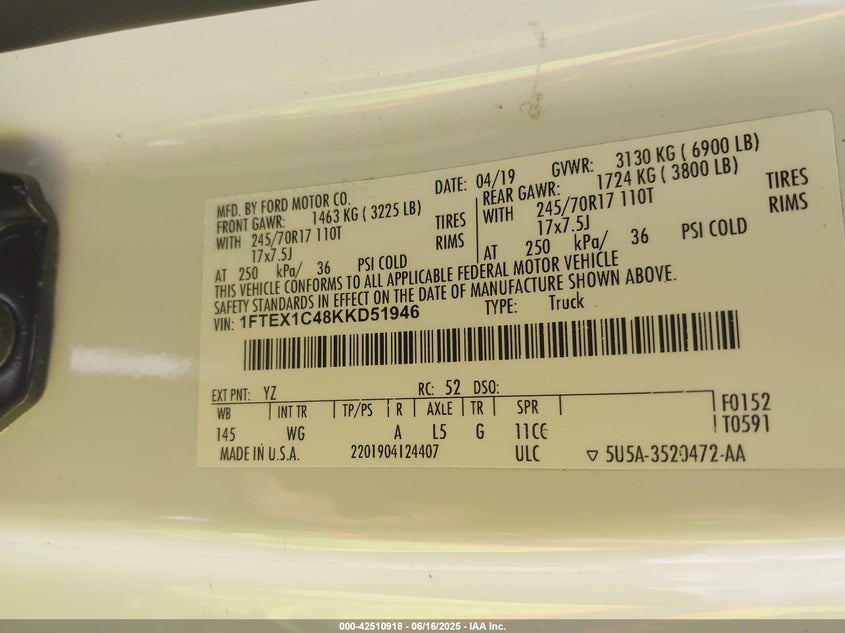 MFD. BY FORD MOTOR CO.
DATE: 04/19 GVWR: 3130 KG ( 6900 LB)
FRONT GAWR: 1463 KG ( 3225 LB) REAR GAWR: 1724 KG ( 3800 LB)
WITH 245/70R17 110T TIRES WITH 245/70R17 110T TIRES
17x7.5J RIMS 17x7.5J RIMS
AT 250 kPa/ 36 PSI COLD AT 250 kPa/ 36 PSI COLD
THIS VEHICLE CONFORMS TO ALL APPLICABLE FEDERAL MOTOR VEHICLE
SAFETY STANDARDS IN EFFECT ON THE DATE OF MANUFACTURE SHOWN ABOVE.
VIN: 1FTEX1C48KKD51946 TYPE: Truck
EXT PNT: YZ RC: 52 DSO:
WB INT TR TP/PS R AXLE TR SPR F0152
145 WG A L5 G 11CC T0591
MADE IN U.S.A. 2201904124407 ULC ▽ 5U5A-3520472-AA
000-42510918 - 06/16/2025 - IAA Inc.